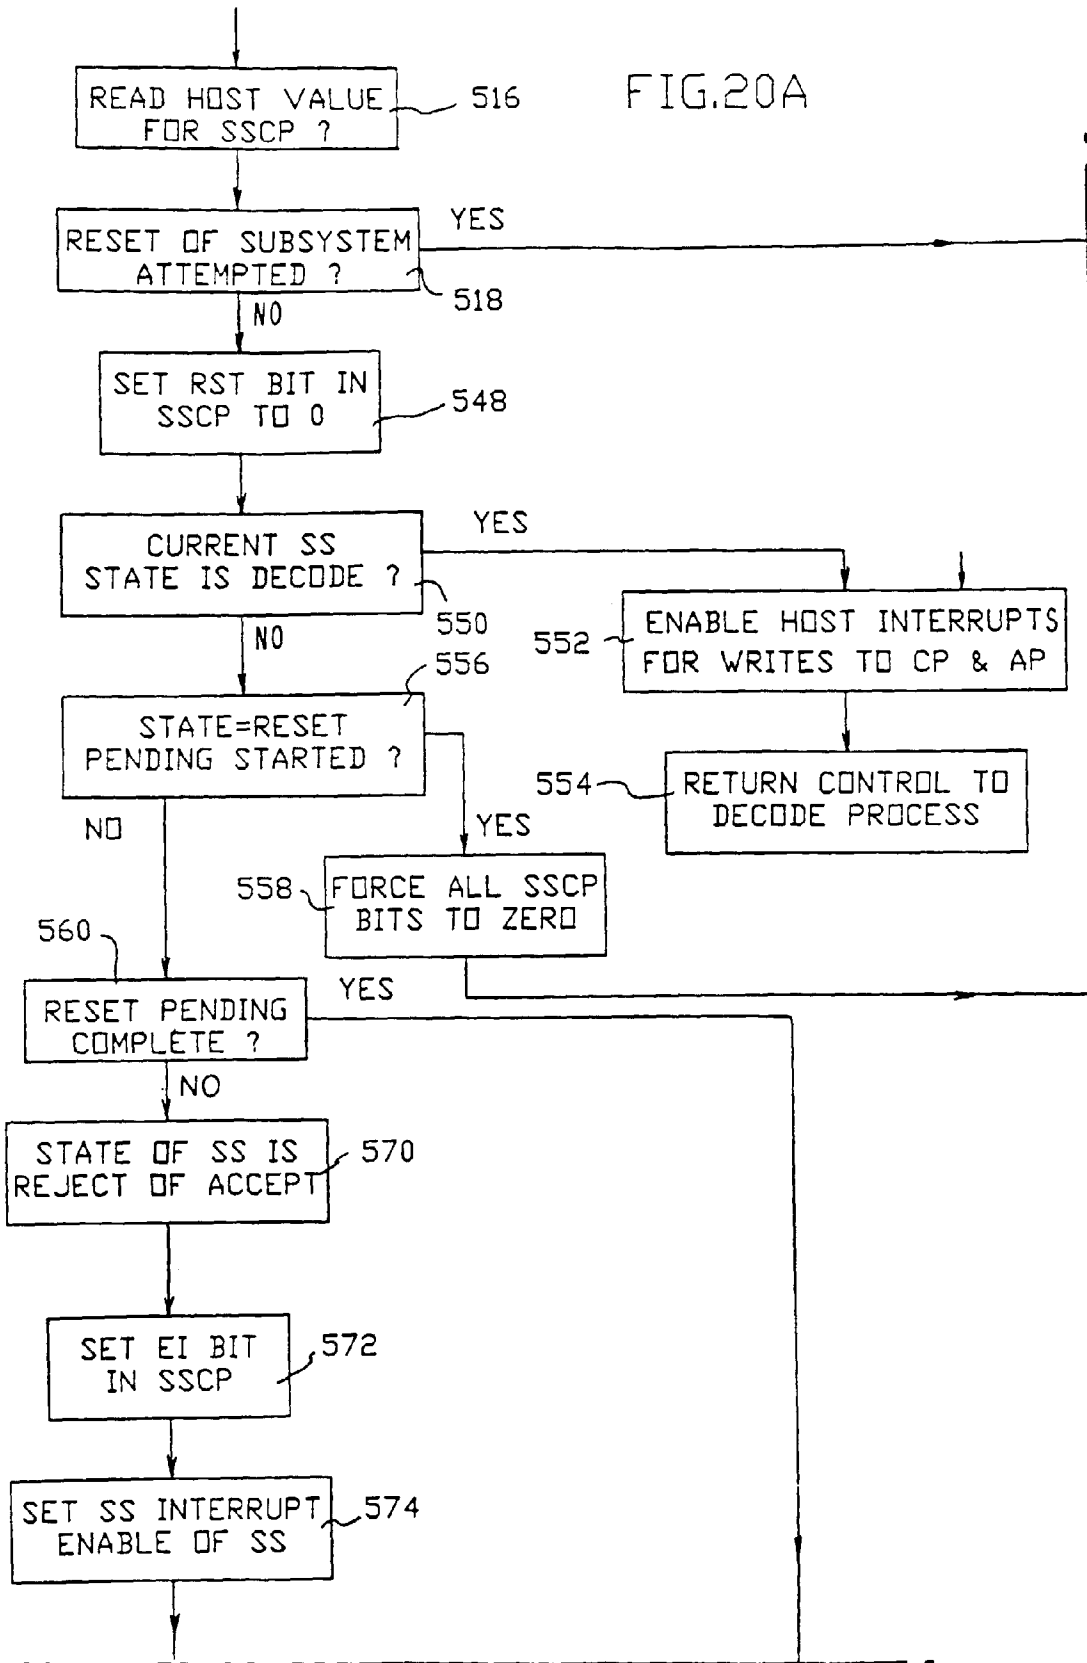 FIG.20A
READ HOST VALUE
FOR SSCP ?
516
RESET OF SUBSYSTEM
ATTEMPTED ?
518
YES
NO
SET RST BIT IN
SSCP TO 0
548
CURRENT SS
STATE IS DECODE ?
550
YES
NO
552
ENABLE HOST INTERRUPTS
FOR WRITES TO CP & AP
554
RETURN CONTROL TO
DECODE PROCESS
556
STATE=RESET
PENDING STARTED ?
NO
YES
558
FORCE ALL SSCP
BITS TO ZERO
560
RESET PENDING
COMPLETE ?
YES
NO
STATE OF SS IS
REJECT OF ACCEPT
570
SET EI BIT
IN SSCP
572
SET SS INTERRUPT
ENABLE OF SS
574